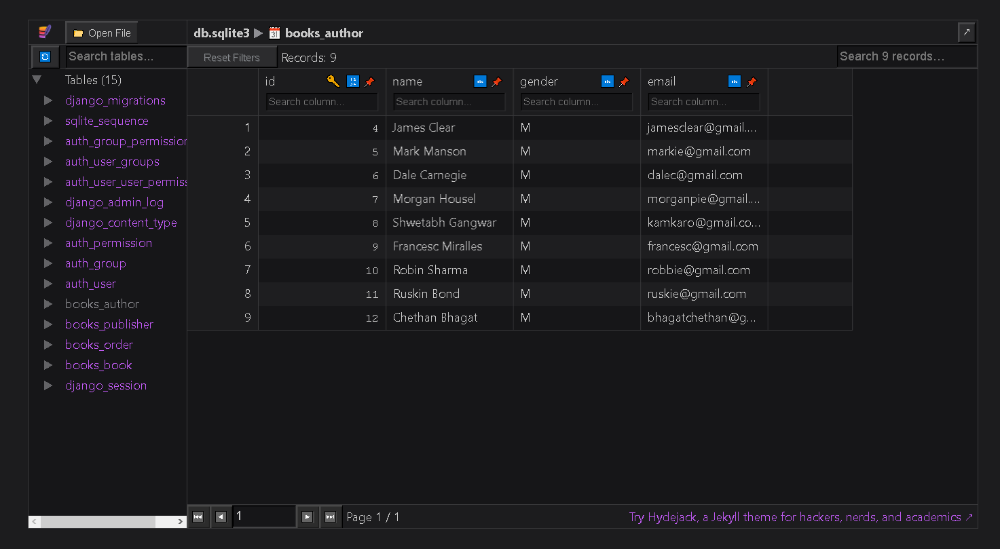 Open File
db.sqlite3 books_author
Search tables...
Reset Filters Records: 9 Search 9 records...
Tables (15)
django_migrations
sqlite_sequence
auth_group_permission
auth_user_groups
auth_user_user_permiss
django_admin_log
django_content_type
auth_permission
auth_group
auth_user
books_author
books_publisher
books_order
books_book
django_session
id name gender email
Search column... Search column... Search column... Search column...
1 4 James Clear M jamesclear@gmail....
2 5 Mark Manson M markie@gmail.com
3 6 Dale Carnegie M dalec@gmail.com
4 7 Morgan Housel M morganpie@gmail....
5 8 Shwetabh Gangwar M kamkaro@gmail.co...
6 9 Francesc Miralles M francesc@gmail.com
7 10 Robin Sharma M robbie@gmail.com
8 11 Ruskin Bond M ruskie@gmail.com
9 12 Chethan Bhagat M bhagatchethan@g...
1 Page 1 / 1 Try Hydejack, a Jekyll theme for hackers, nerds, and academics ↗